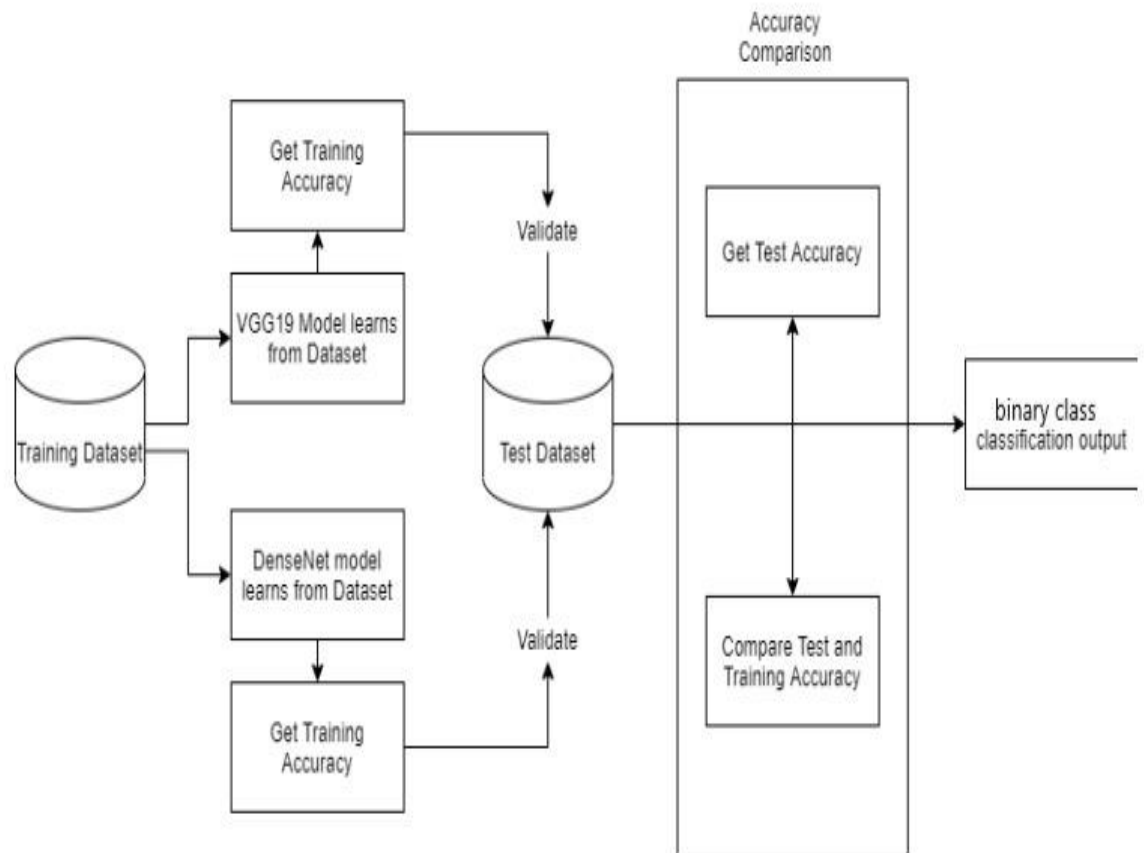 Accuracy
Comparison
Get Training
Accuracy
Validate
Get Test Accuracy
VGG19 Model learns
from Dataset
Training Dataset
Test Dataset
binary class
classification output
DenseNet model
learns from Dataset
Validate
Compare Test and
Training Accuracy
Get Training
Accuracy